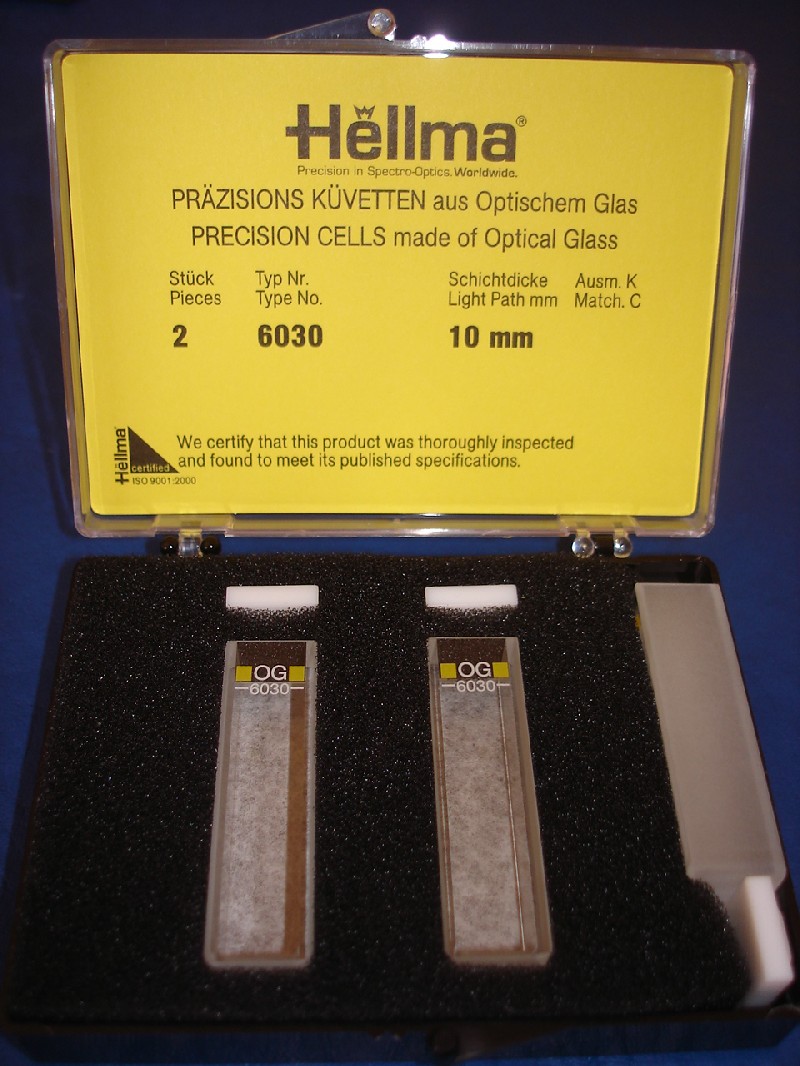 Hellma®
Precision in Spectro-Optics. Worldwide.
PRÄZISIONS KÜVETTEN aus Optischem Glas
PRECISION CELLS made of Optical Glass
Stück Typ Nr. Schichtdicke Ausm. K
Pieces Type No. Light Path mm Match. C
2 6030 10 mm
We certify that this product was thoroughly inspected
and found to meet its published specifications.
Hellma
certified
ISO 9001:2000
OG
6030
OG
6030